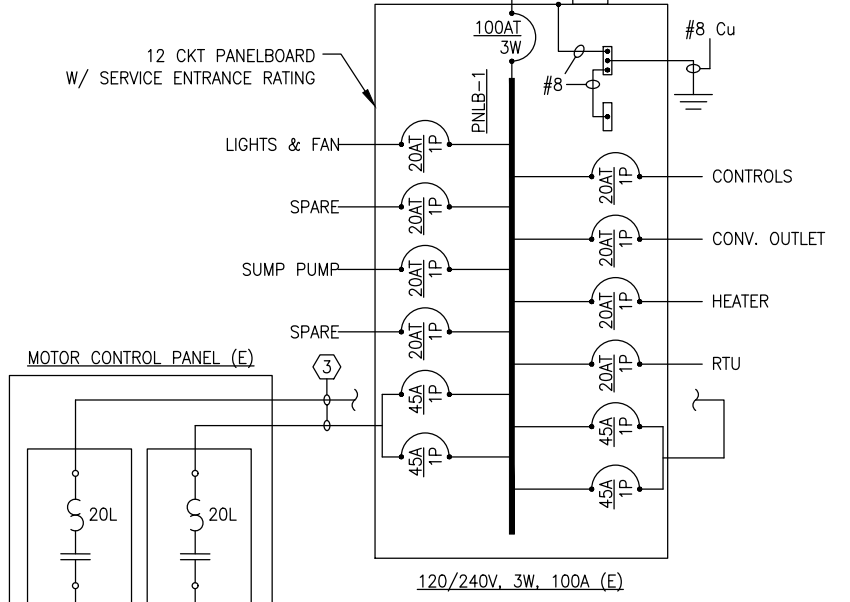 100AT
3W
#8 Cu
12 CKT PANELBOARD
W/ SERVICE ENTRANCE RATING
#8
PNLB-1
LIGHTS & FAN
20AT
1P
20AT
1P
CONTROLS
SPARE
20AT
1P
20AT
1P
CONV. OUTLET
SUMP PUMP
20AT
1P
20AT
1P
HEATER
SPARE
20AT
1P
20AT
1P
RTU
MOTOR CONTROL PANEL (E)
3
45A
1P
45A
1P
45A
1P
45A
1P
20L
20L
120/240V, 3W, 100A (E)